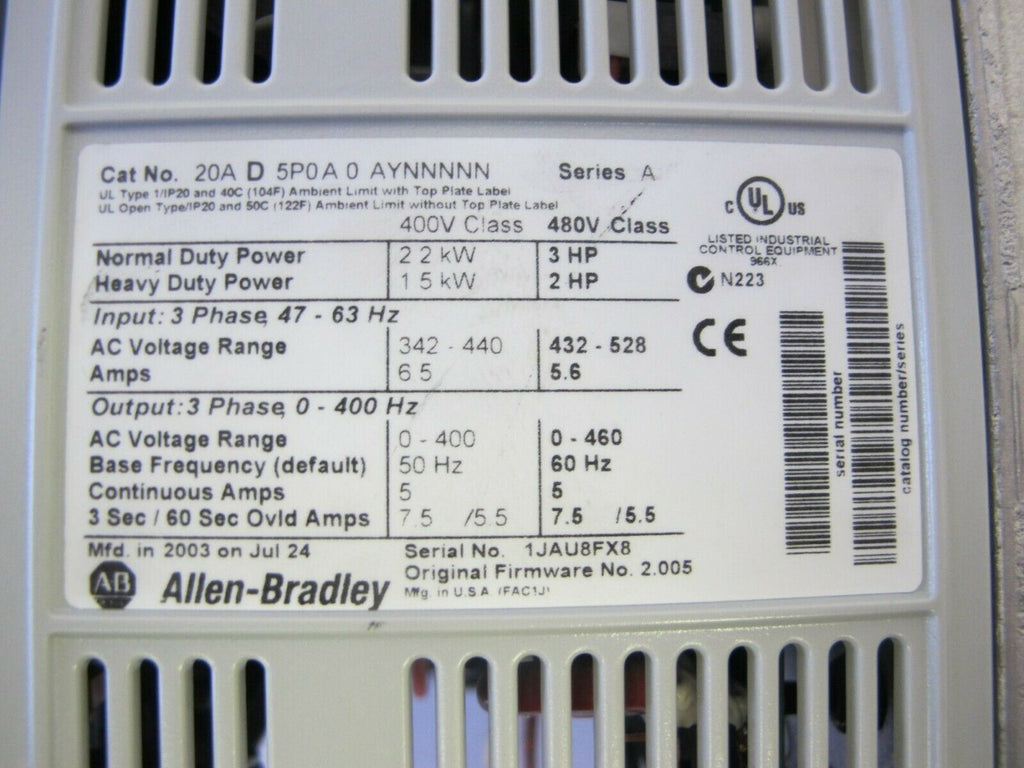 Cat No. 20A D 5P0 A 0 AYNNNNN Series A
UL Type 1/IP20 and 40C (104F) Ambient Limit with Top Plate Label
UL Open Type/IP20 and 50C (122F) Ambient Limit without Top Plate Label
400V Class 480V Class
Normal Duty Power 2 2 kW 3 HP
Heavy Duty Power 1 5 kW 2 HP
Input: 3 Phase, 47 - 63 Hz
AC Voltage Range 342 - 440 432 - 528
Amps 6 5 5.6
Output: 3 Phase, 0 - 400 Hz
AC Voltage Range 0 - 400 0 - 460
Base Frequency (default) 50 Hz 60 Hz
Continuous Amps 5 5
3 Sec / 60 Sec Ovld Amps 7.5 /5.5 7.5 /5.5
Mfd. in 2003 on Jul 24 Serial No. 1JAU8FX8
Original Firmware No. 2.005
Mfg. in U.S.A. (FAC1J)
AB Allen-Bradley
C UL US
LISTED INDUSTRIAL
CONTROL EQUIPMENT
966X
N223
CE
serial number
catalog number/series